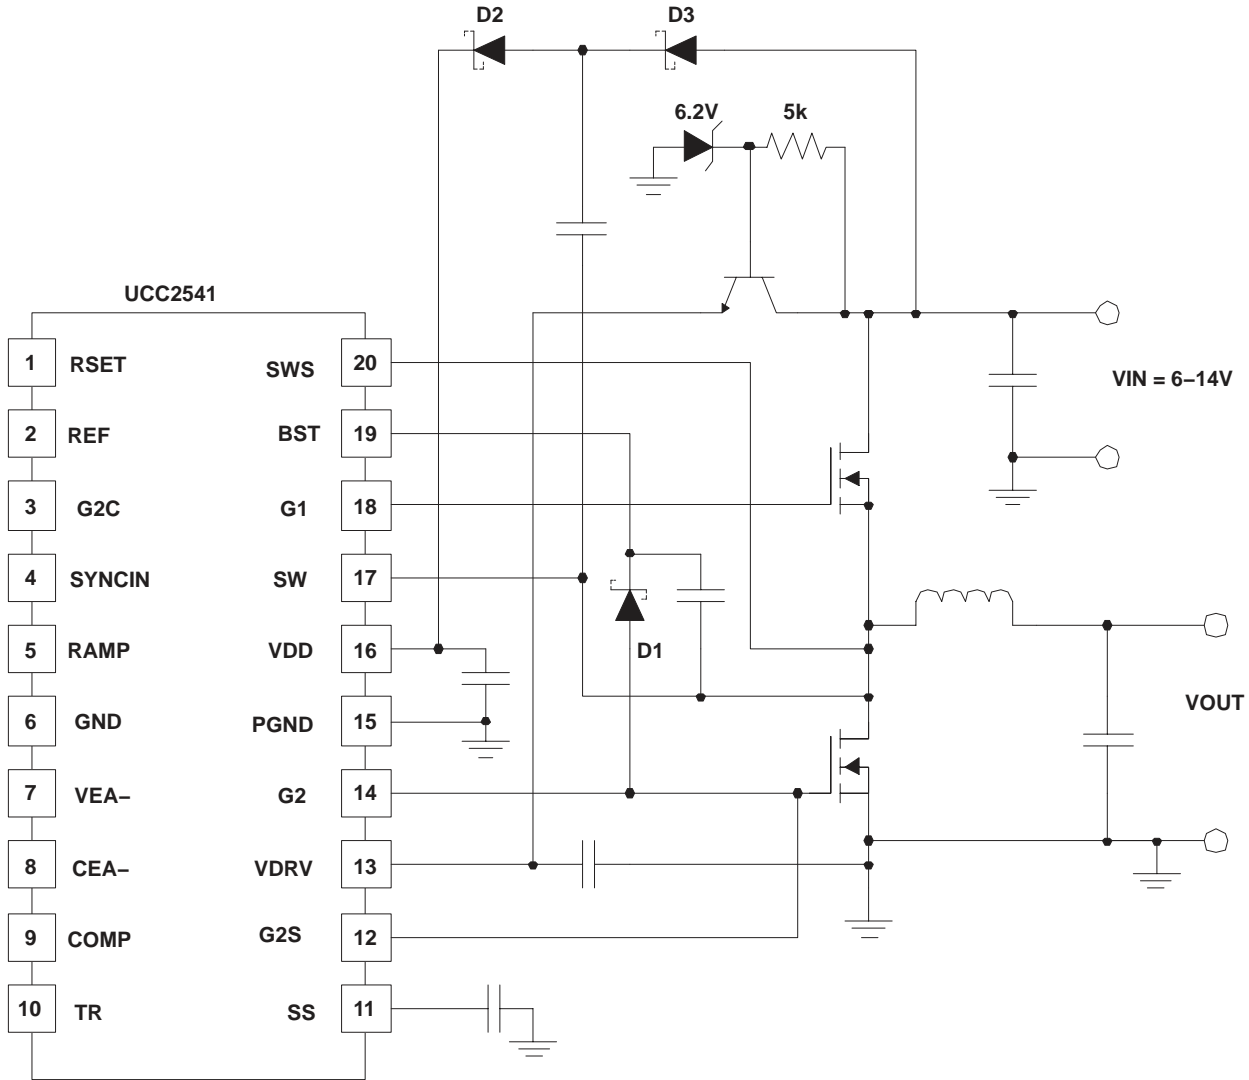 D2
D3
6.2V
5k
UCC2541
1 RSET
SWS 20
2 REF
BST 19
VIN = 6–14V
3 G2C
G1 18
4 SYNCIN
SW 17
5 RAMP
VDD 16
D1
6 GND
PGND 15
VOUT
7 VEA–
G2 14
8 CEA–
VDRV 13
9 COMP
G2S 12
10 TR
SS 11